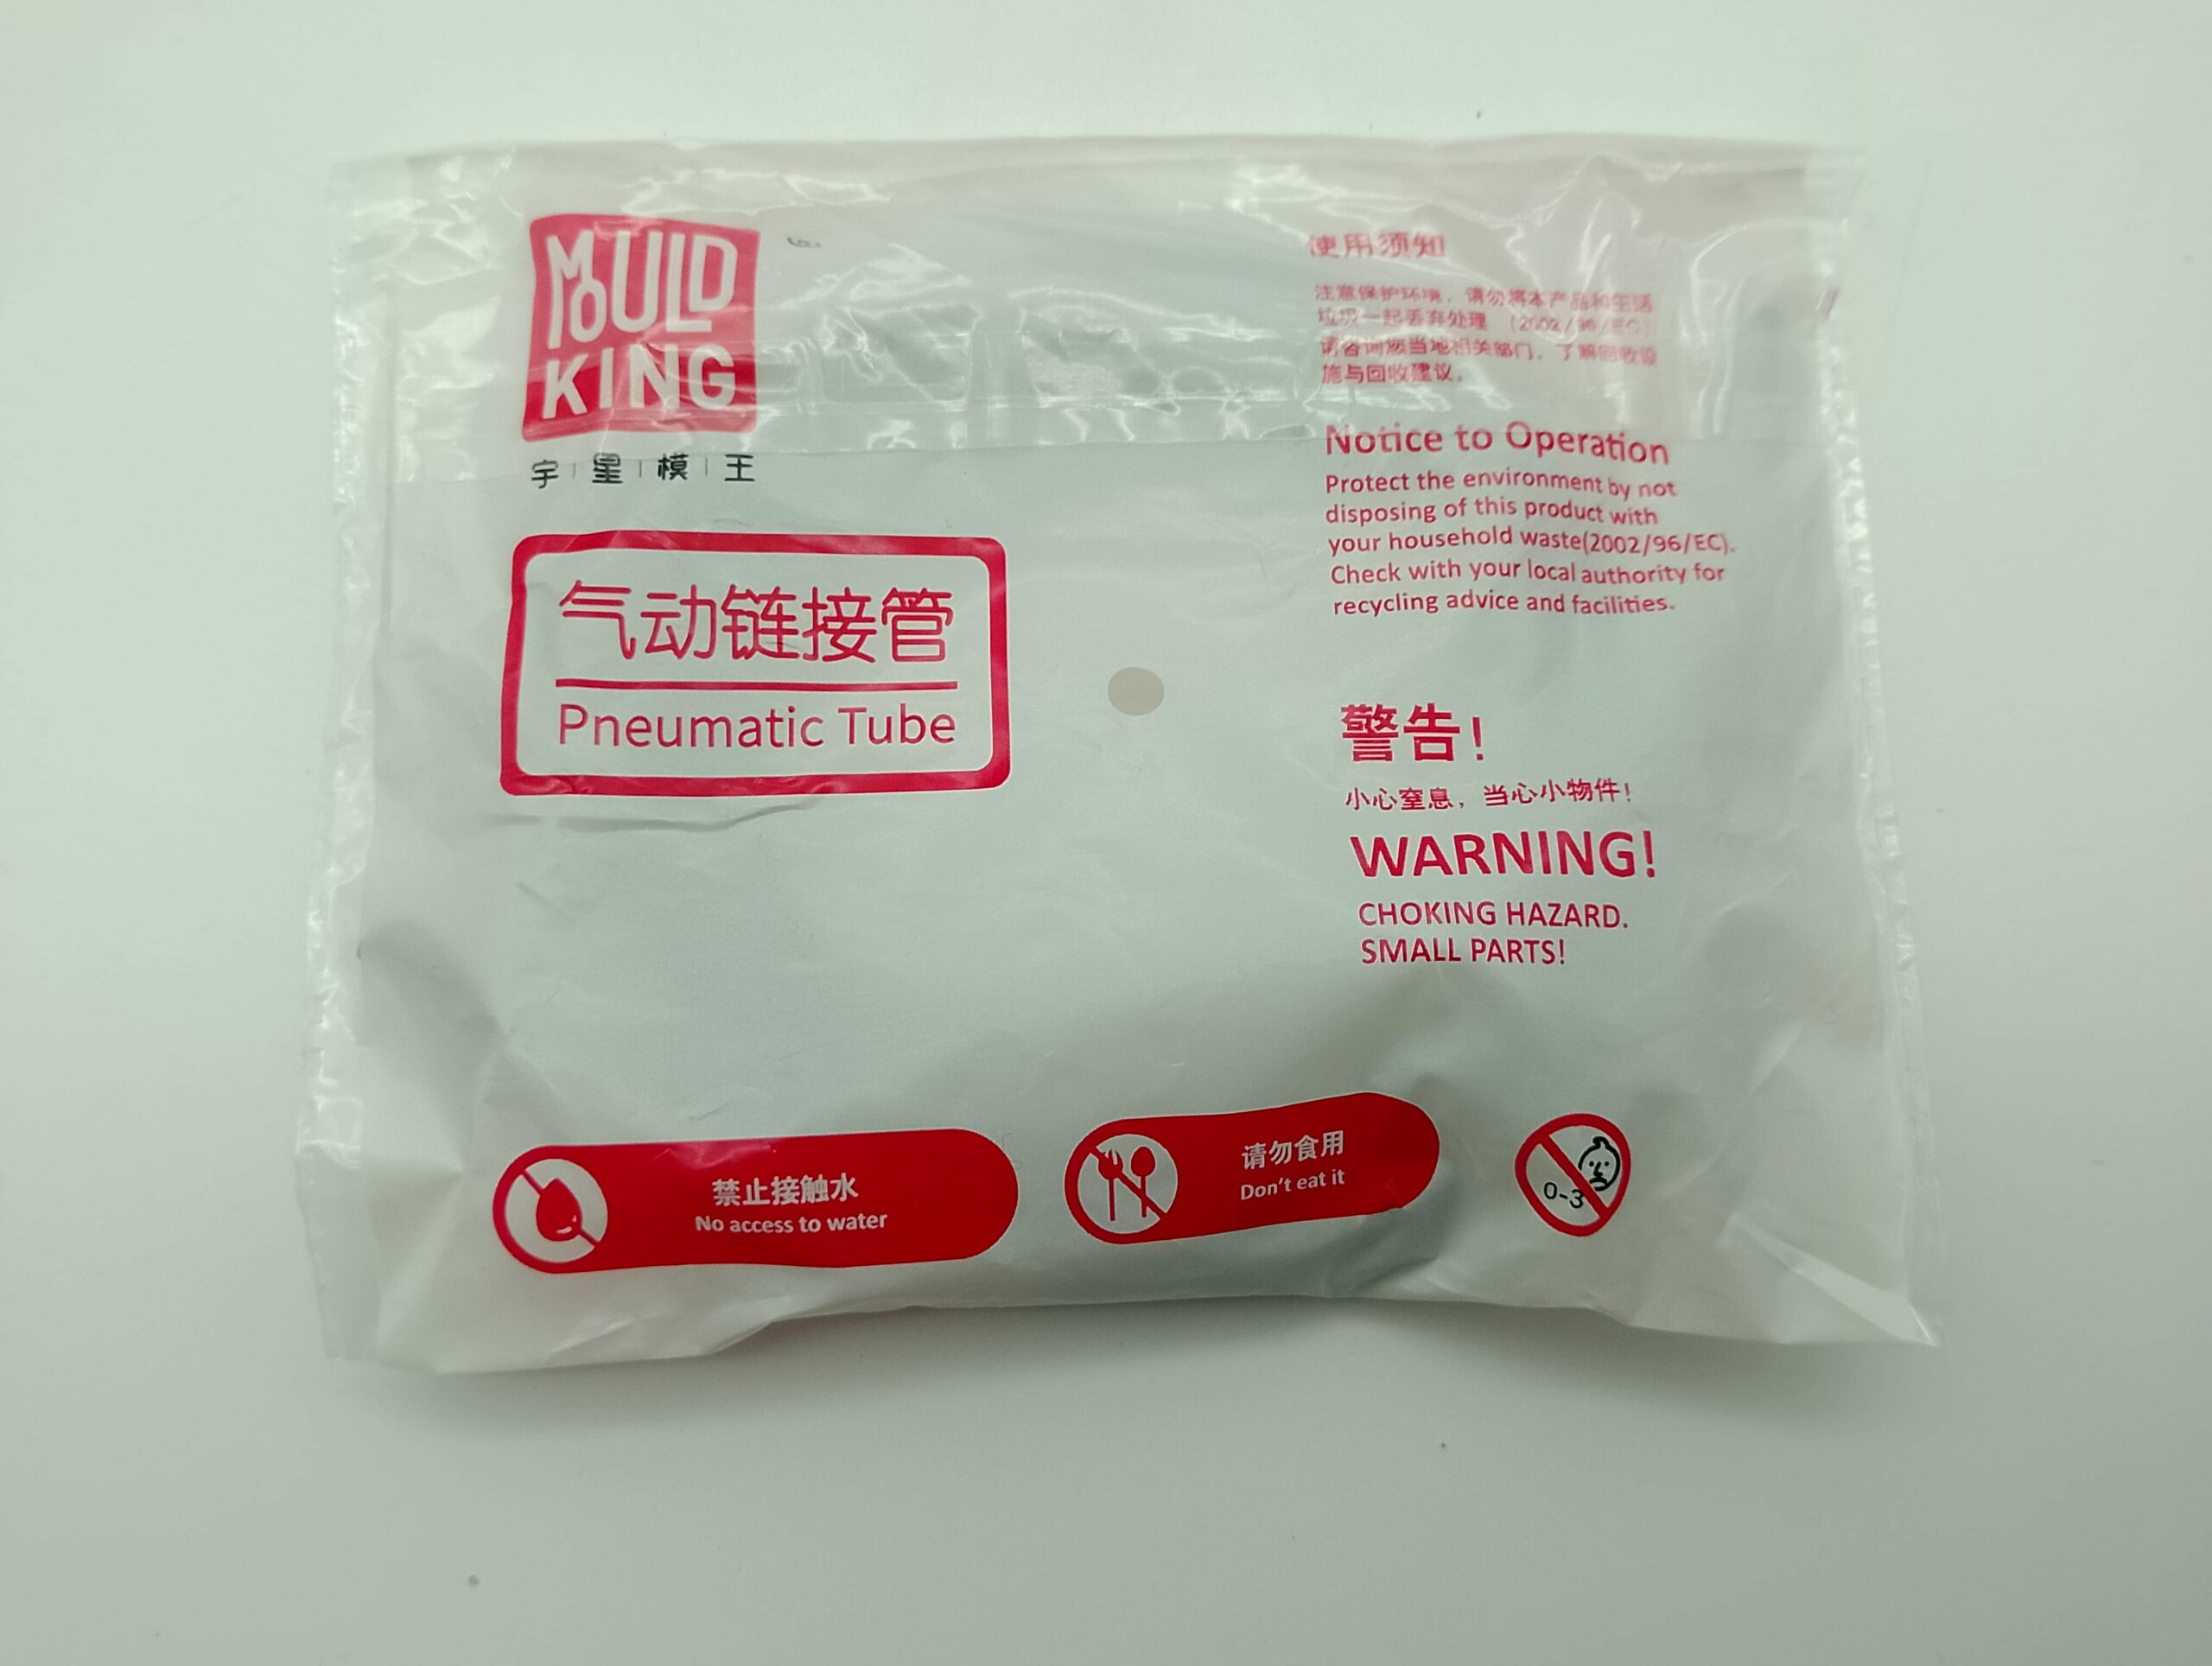 MOULD
KING
宇星模王
气动链接管
Pneumatic Tube
使用须知
注意保护环境，请勿将本产品和生活
垃圾一起丢弃处理 （2002/96/EC）
请咨询您当地相关部门，了解回收设
施与回收建议。
Notice to Operation
Protect the environment by not
disposing of this product with
your household waste(2002/96/EC).
Check with your local authority for
recycling advice and facilities.
警告！
小心窒息，当心小物件！
WARNING!
CHOKING HAZARD.
SMALL PARTS!
禁止接触水
No access to water
请勿食用
Don't eat it
0-3